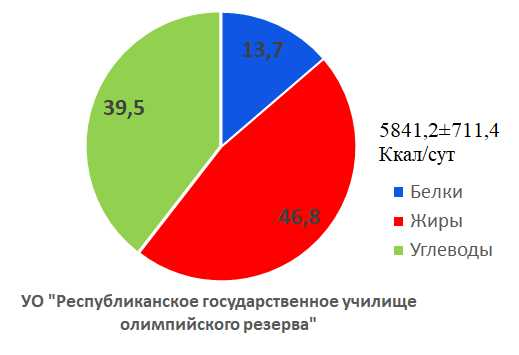 13,7
39,5
46,8
5841,2±711,4
Ккал/сут
Белки
Жиры
Углеводы
УО "Республиканское государственное училище
олимпийского резерва"